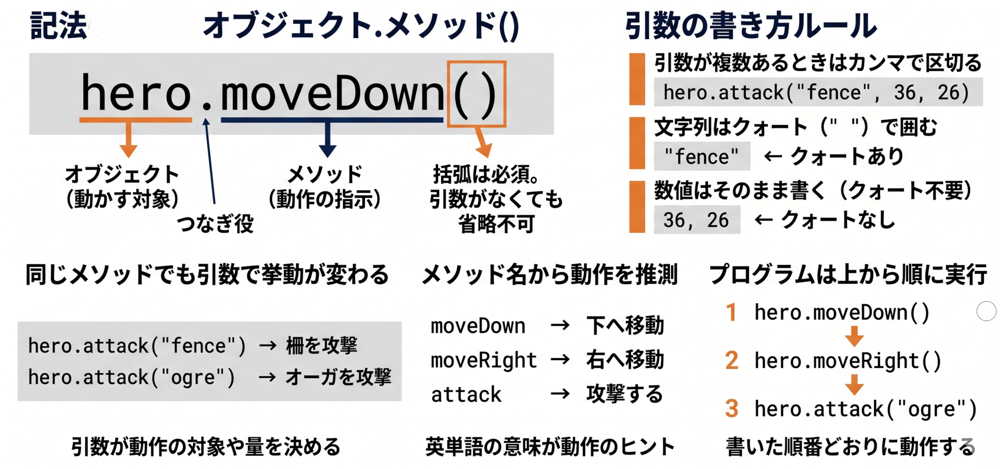 記法
オブジェクト.メソッド()
hero.moveDown()
オブジェクト
（動かす対象）
つなぎ役
メソッド
（動作の指示）
括弧は必須。
引数がなくても
省略不可
引数の書き方ルール
引数が複数あるときはカンマで区切る
hero.attack("fence", 36, 26)
文字列はクォート（" "）で囲む
"fence" ← クォートあり
数値はそのまま書く（クォート不要）
36, 26 ← クォートなし
同じメソッドでも引数で挙動が変わる
hero.attack("fence") → 柵を攻撃
hero.attack("ogre") → オーガを攻撃
引数が動作の対象や量を決める
メソッド名から動作を推測
moveDown → 下へ移動
moveRight → 右へ移動
attack → 攻撃する
英単語の意味が動作のヒント
プログラムは上から順に実行
1 hero.moveDown()
2 hero.moveRight()
3 hero.attack("ogre")
書いた順番どおりに動作する